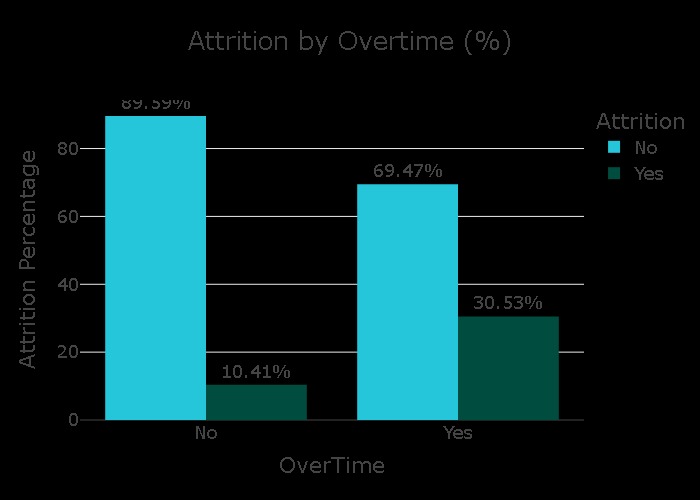 Attrition by Overtime (%)
89.59%
Attrition
No
Yes
80
69.47%
60
40
30.53%
20
10.41%
0
Attrition Percentage
No
Yes
OverTime